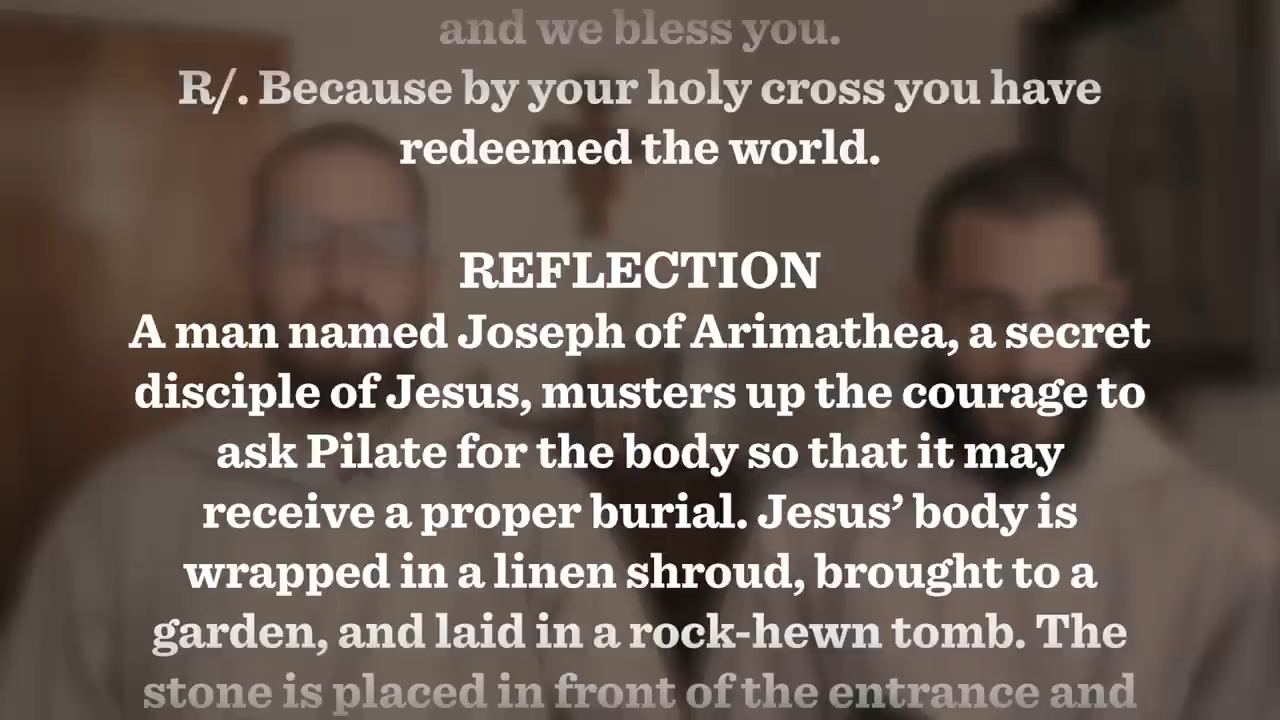 and we bless you.
R/. Because by your holy cross you have
redeemed the world.
REFLECTION
A man named Joseph of Arimathea, a secret
disciple of Jesus, musters up the courage to
ask Pilate for the body so that it may
receive a proper burial. Jesus’ body is
wrapped in a linen shroud, brought to a
garden, and laid in a rock-hewn tomb. The
stone is placed in front of the entrance and